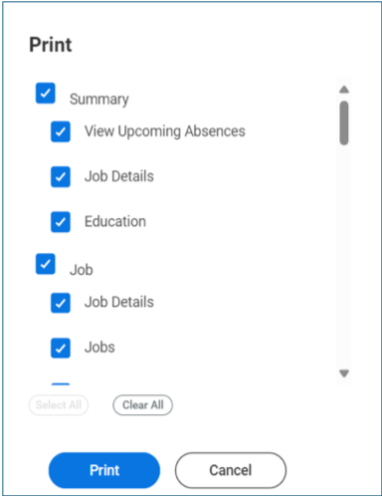 Print
Summary
View Upcoming Absences
Job Details
Education
Job
Job Details
Jobs
Select All
Clear All
Print
Cancel